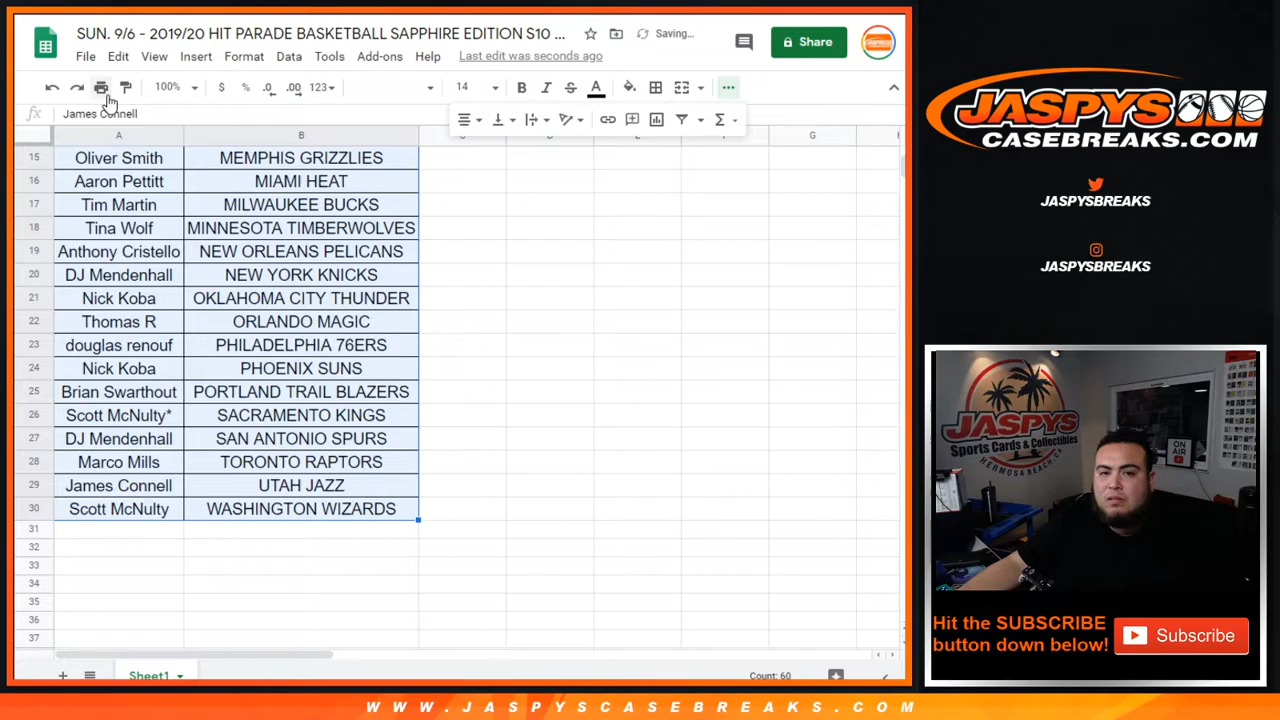 SUN. 9/6 - 2019/20 HIT PARADE BASKETBALL SAPPHIRE EDITION S10 ...
Saving...
Share
File Edit View Insert Format Data Tools Add-ons Help Last edit was seconds ago
100% $ % .0 .00 123 14 B I S A
fx James Connell
A B G
15 Oliver Smith MEMPHIS GRIZZLIES
16 Aaron Pettitt MIAMI HEAT
17 Tim Martin MILWAUKEE BUCKS
18 Tina Wolf MINNESOTA TIMBERWOLVES
19 Anthony Cristello NEW ORLEANS PELICANS
20 DJ Mendenhall NEW YORK KNICKS
21 Nick Koba OKLAHOMA CITY THUNDER
22 Thomas R ORLANDO MAGIC
23 douglas renouf PHILADELPHIA 76ERS
24 Nick Koba PHOENIX SUNS
25 Brian Swarthout PORTLAND TRAIL BLAZERS
26 Scott McNulty* SACRAMENTO KINGS
27 DJ Mendenhall SAN ANTONIO SPURS
28 Marco Mills TORONTO RAPTORS
29 James Connell UTAH JAZZ
30 Scott McNulty WASHINGTON WIZARDS
31
32
33
34
35
36
37
Sheet1
Count: 60
JASPYS
CASEBREAKS.COM
JASPYSBREAKS
JASPYSBREAKS
JASPYS
Sports Cards & Collectibles
HERMOSA BEACH, CA
ON AIR
Hit the SUBSCRIBE
button down below!
Subscribe
WWW.JASPYSCASEBREAKS.COM